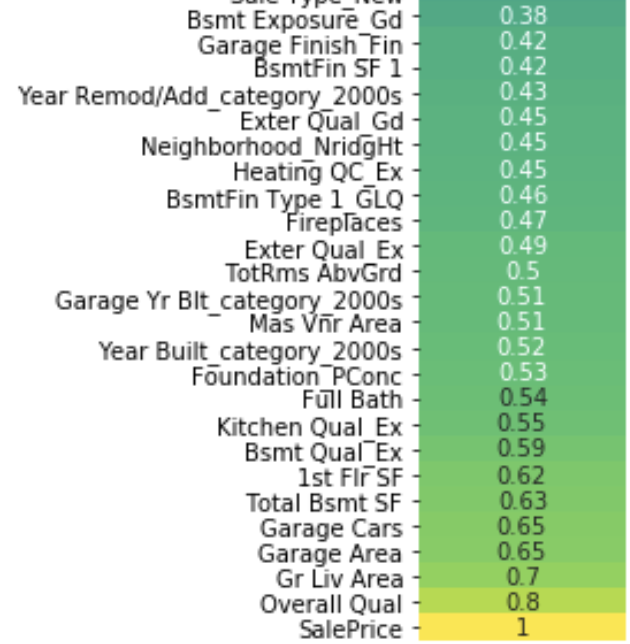 Bsmt Exposure_Gd 0.38
Garage Finish_Fin 0.42
BsmtFin SF 1 0.42
Year Remod/Add_category_2000s 0.43
Exter Qual_Gd 0.45
Neighborhood_NridgHt 0.45
Heating QC_Ex 0.45
BsmtFin Type 1_GLQ 0.46
Fireplaces 0.47
Exter Qual_Ex 0.49
TotRms AbvGrd 0.5
Garage Yr Blt_category_2000s 0.51
Mas Vnr Area 0.51
Year Built_category_2000s 0.52
Foundation_PConc 0.53
Full Bath 0.54
Kitchen Qual_Ex 0.55
Bsmt Qual_Ex 0.59
1st Flr SF 0.62
Total Bsmt SF 0.63
Garage Cars 0.65
Garage Area 0.65
Gr Liv Area 0.7
Overall Qual 0.8
SalePrice 1